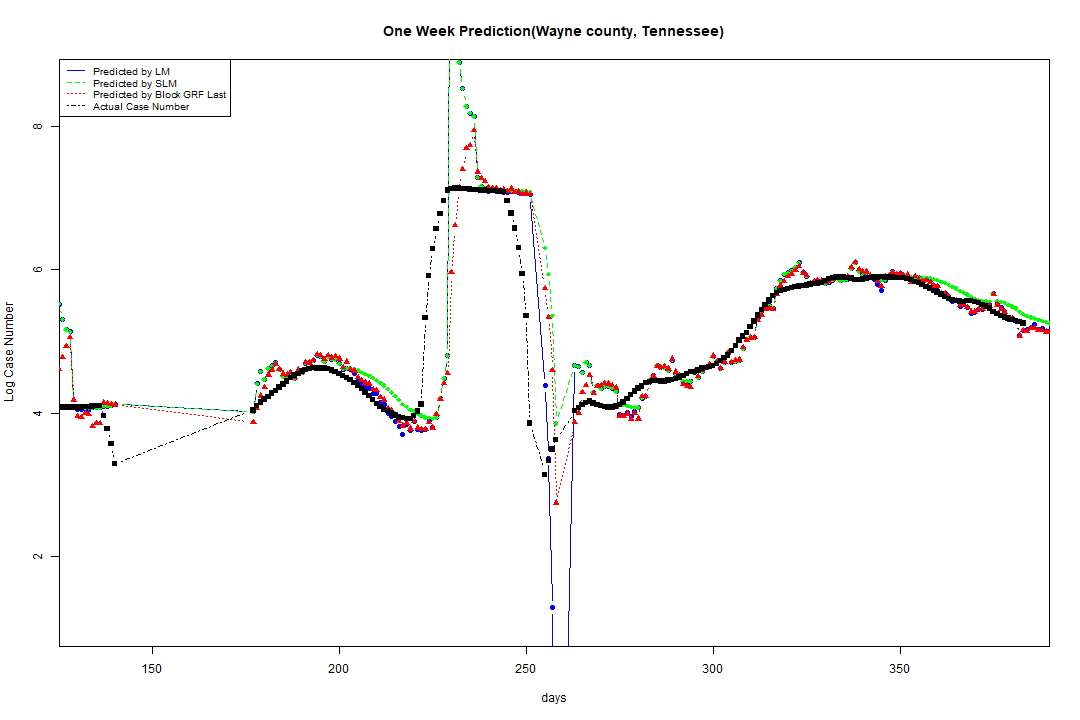 One Week Prediction(Wayne county, Tennessee)
Predicted by LM
Predicted by SLM
Predicted by Block GRF Last
Actual Case Number
8
6
4
2
Log Case Number
150 200 250 300 350
days